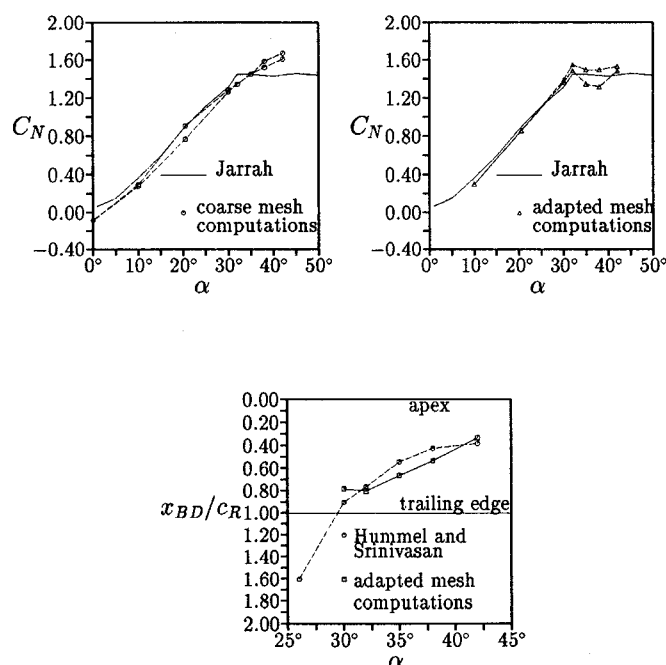 2.00
1.60
1.20
C_N
0.80
0.40
0.00
−0.40
Jarrah
coarse mesh
computations
0° 10° 20° 30° 40° 50°
α
2.00
1.60
1.20
C_N
0.80
0.40
0.00
−0.40
Jarrah
adapted mesh
computations
0° 10° 20° 30° 40° 50°
α
0.00
0.20
0.40
0.60
0.80
x_BD/c_R
1.00
1.20
1.40
1.60
1.80
2.00
apex
trailing edge
Hummel and
Srinivasan
adapted mesh
computations
25° 30° 35° 40° 45°
α